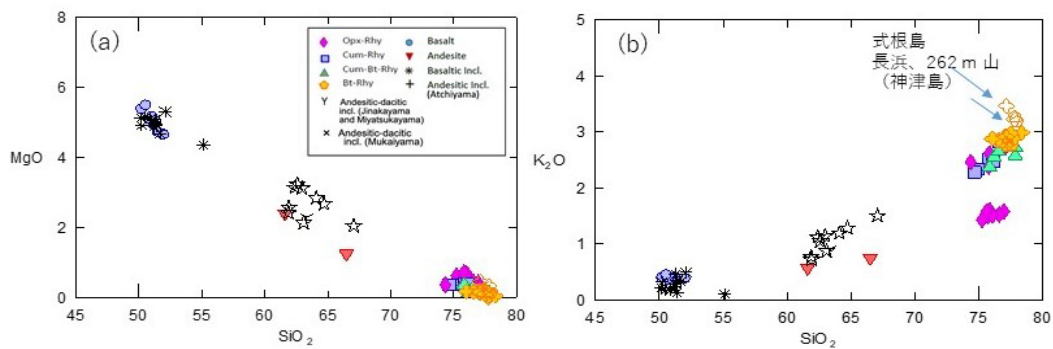 (a)
8
6
4
2
0
MgO
45 50 55 60 65 70 75 80
SiO2
Opx-Rhy
Cum-Rhy
Cum-Bt-Rhy
Bt-Rhy
Basalt
Andesite
Basaltic Incl.
Andesitic Incl.
(Atchiyama)
Andesitic-dacitic
incl. (Jinakayama
and Miyatsukayama)
Andesitic-dacitic
incl. (Mukaiyama)
(b)
5
4
3
2
1
0
K2O
45 50 55 60 65 70 75 80
SiO2
式根島
長浜、262 m 山
（神津島）